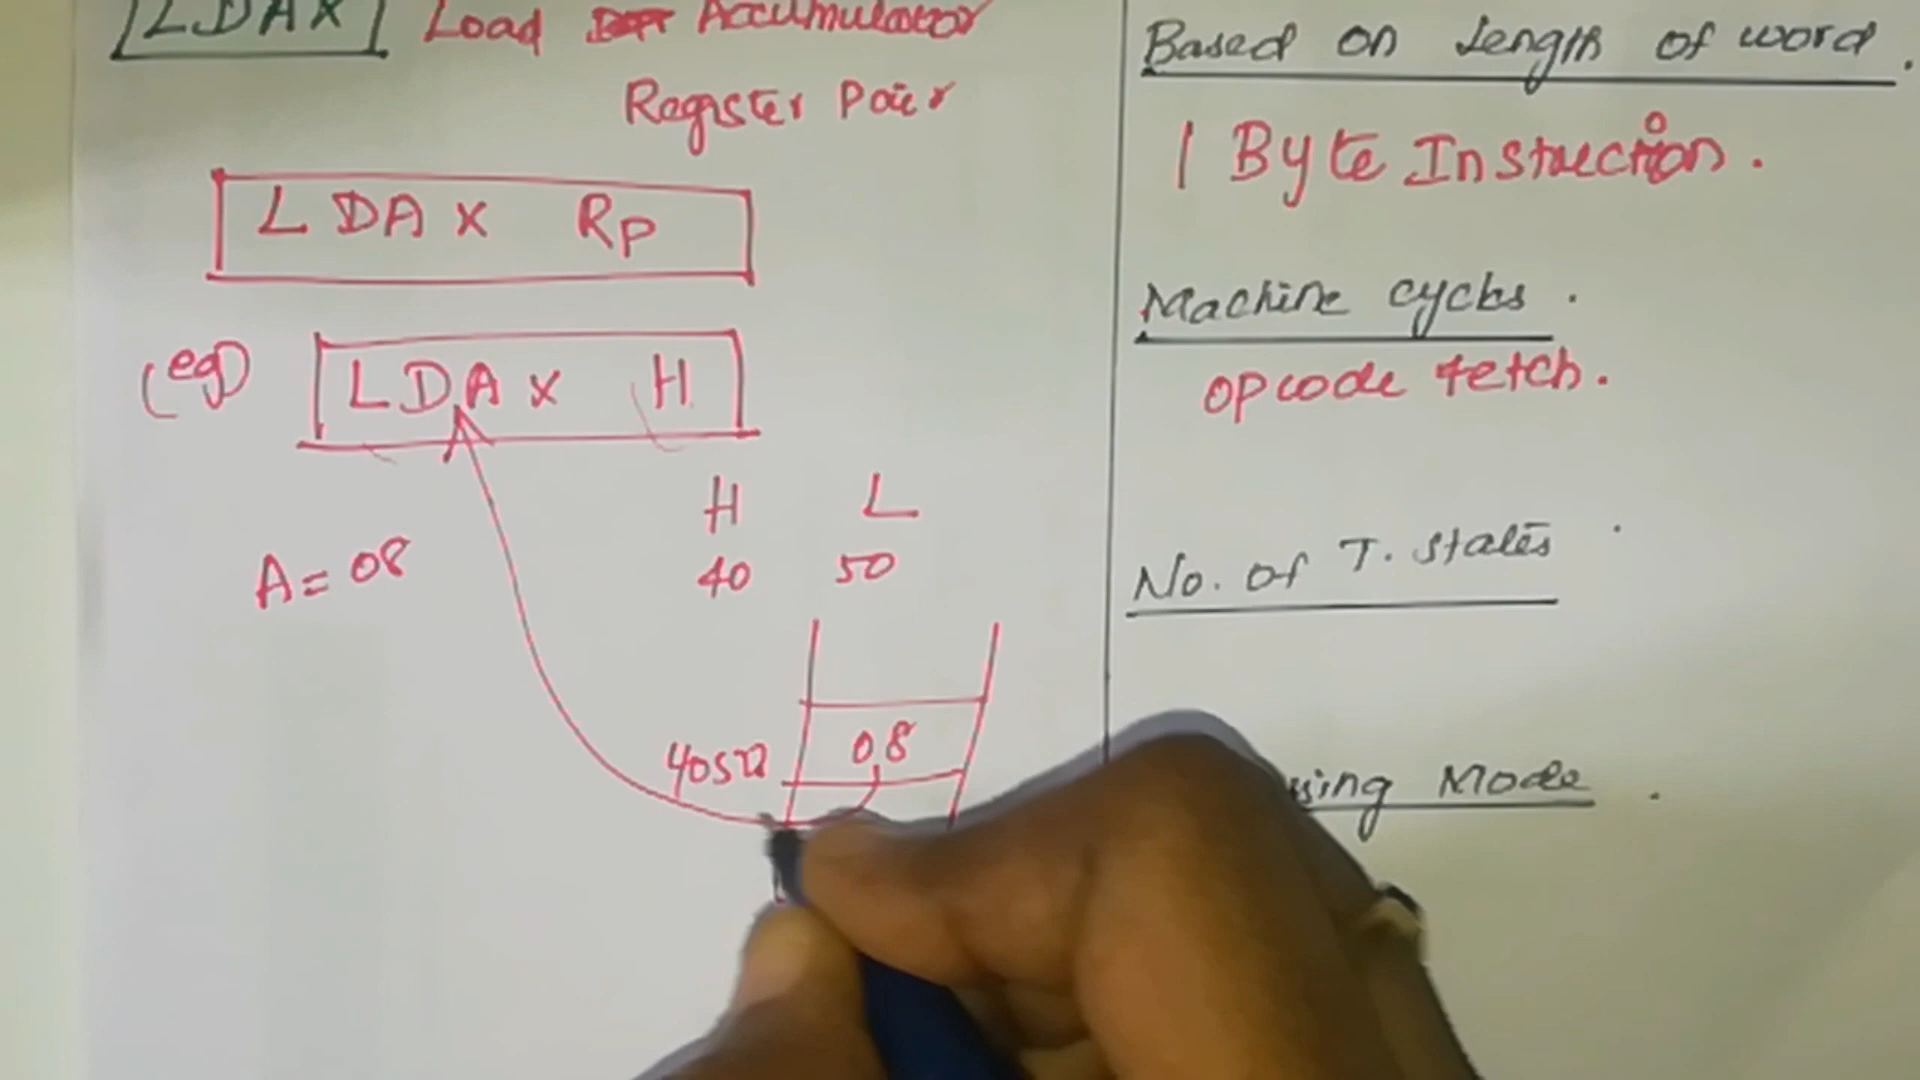 LDAX Load Accumulator
Register Pair
LDAX Rp
(eg) LDAX H
H L
A = 08
40 50
4050
08
Based on Length of word.
1 Byte Instruction.
Machine cycles.
opcode fetch.
No. of T. states
sing Mode.